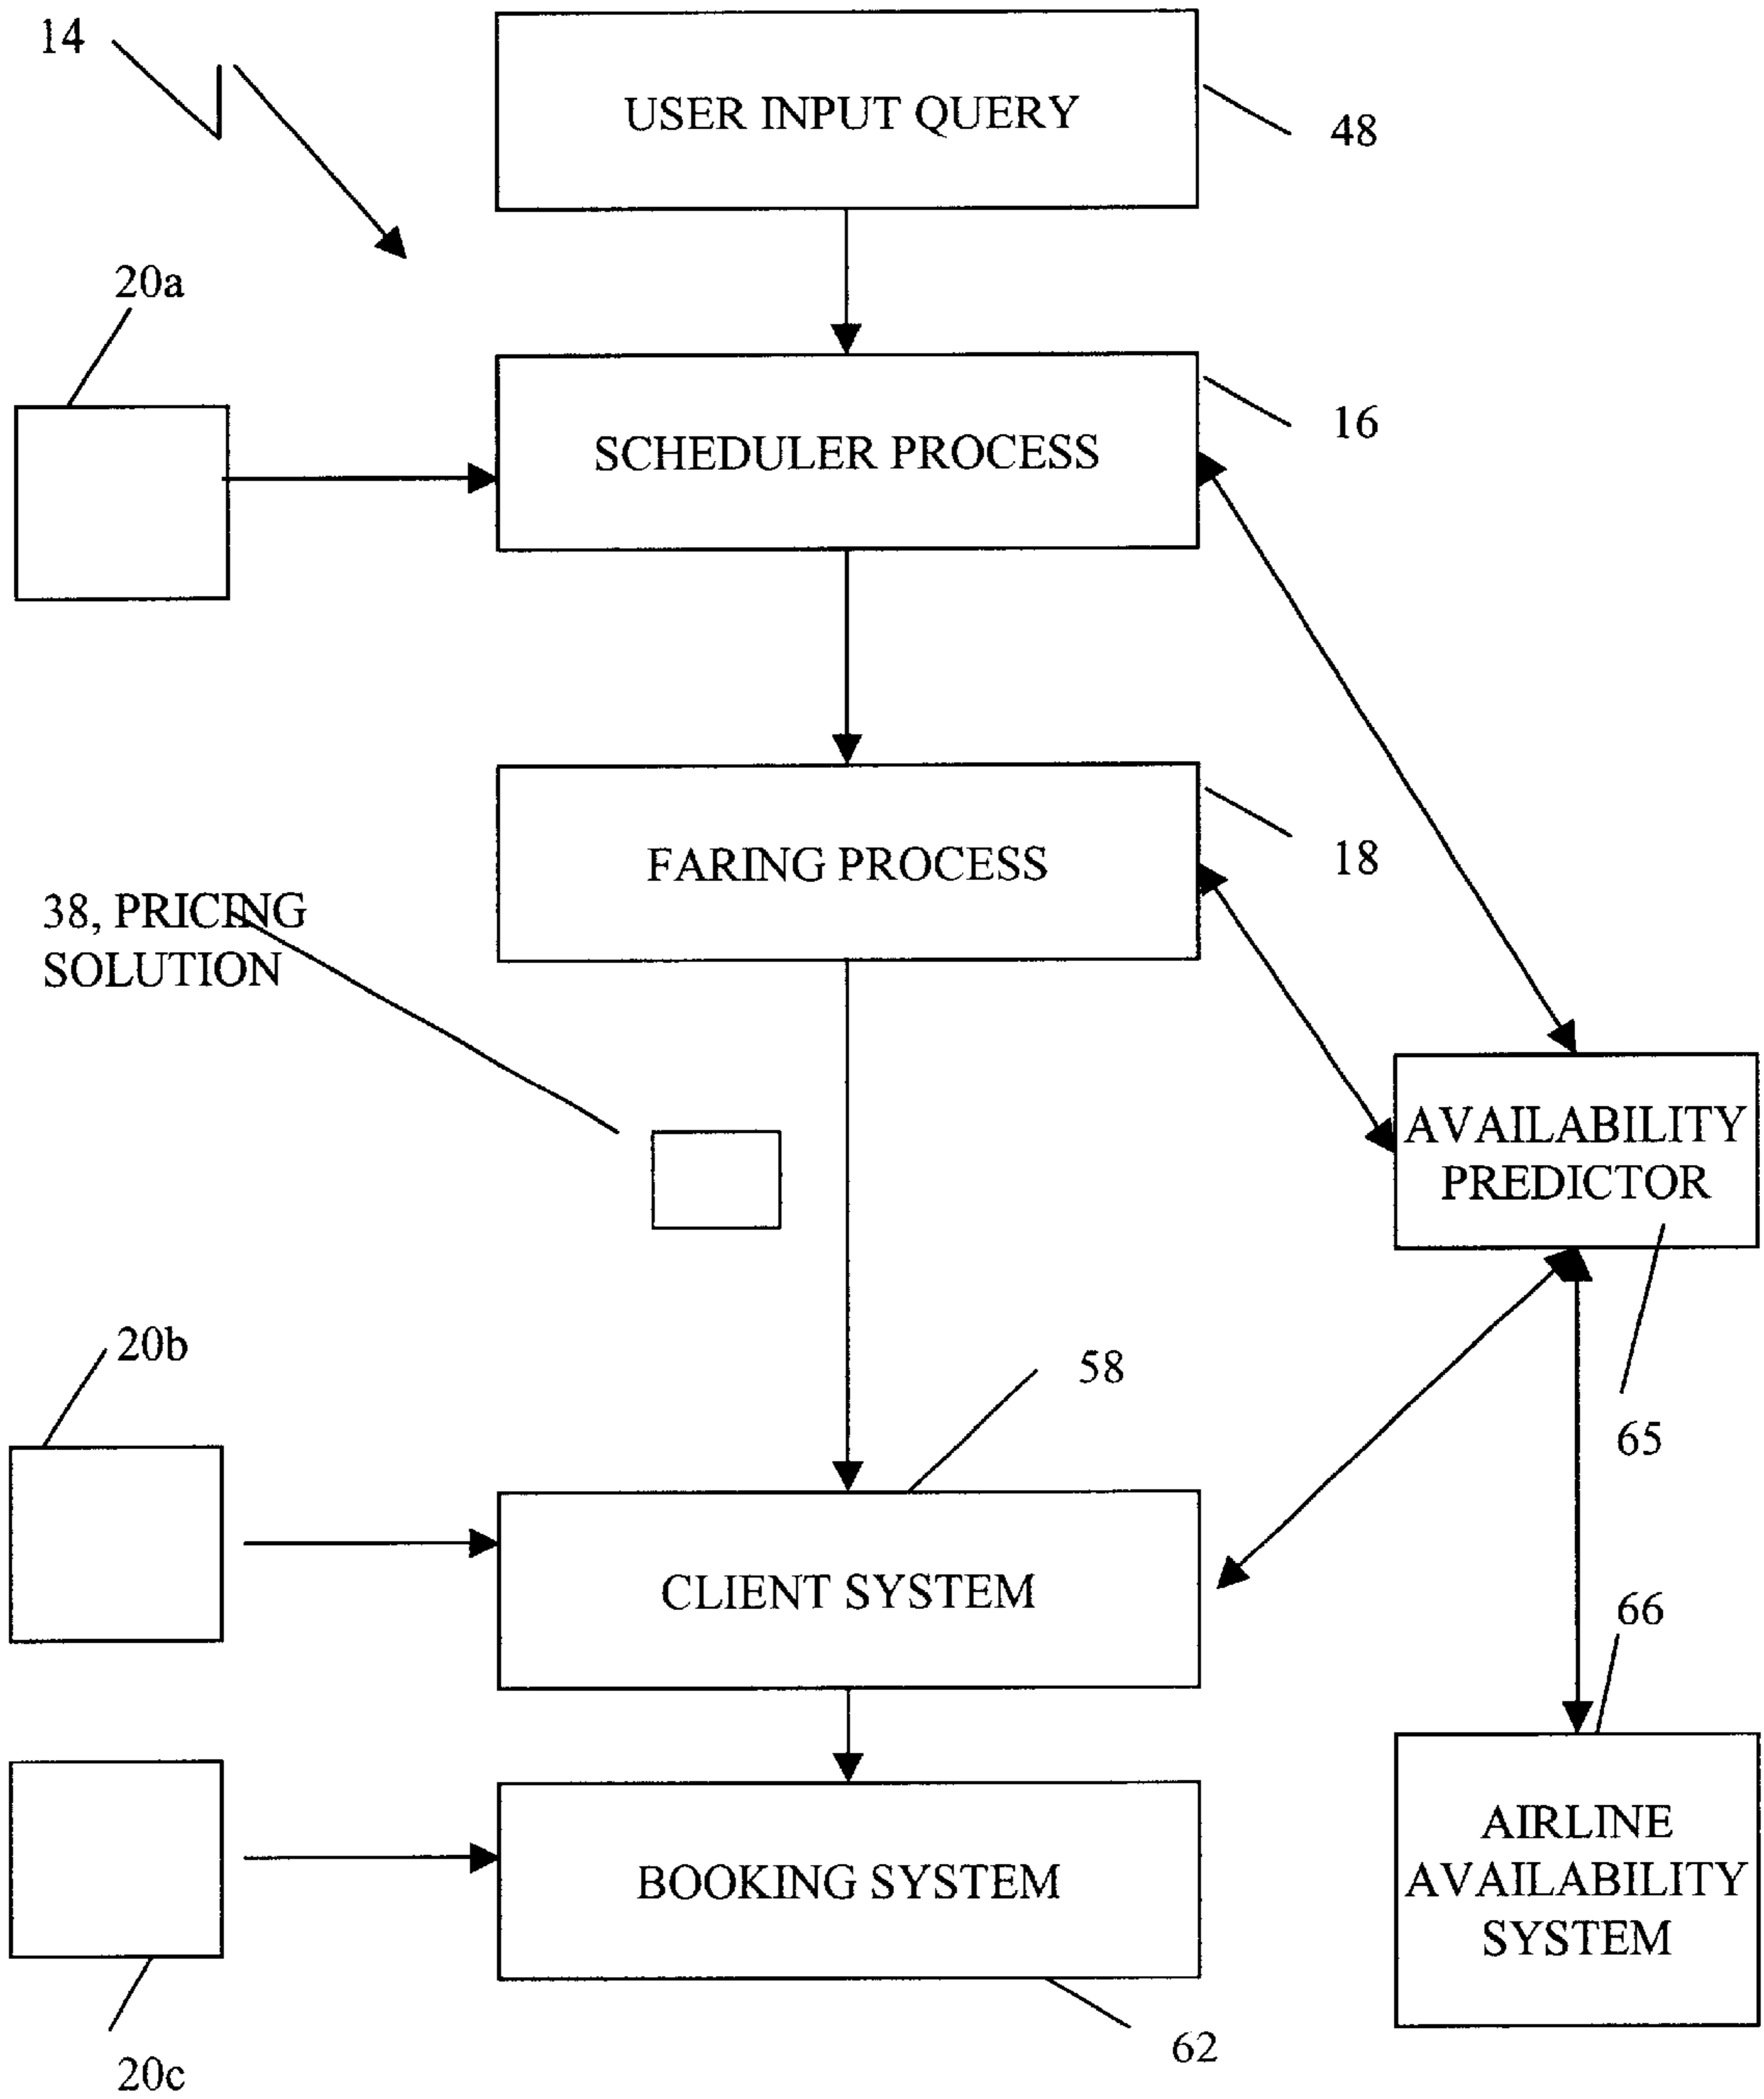 14
USER INPUT QUERY
48
20a
SCHEDULER PROCESS
16
FARING PROCESS
18
38, PRICING
SOLUTION
AVAILABILITY
PREDICTOR
20b
58
65
CLIENT SYSTEM
66
AIRLINE
AVAILABILITY
SYSTEM
BOOKING SYSTEM
62
20c